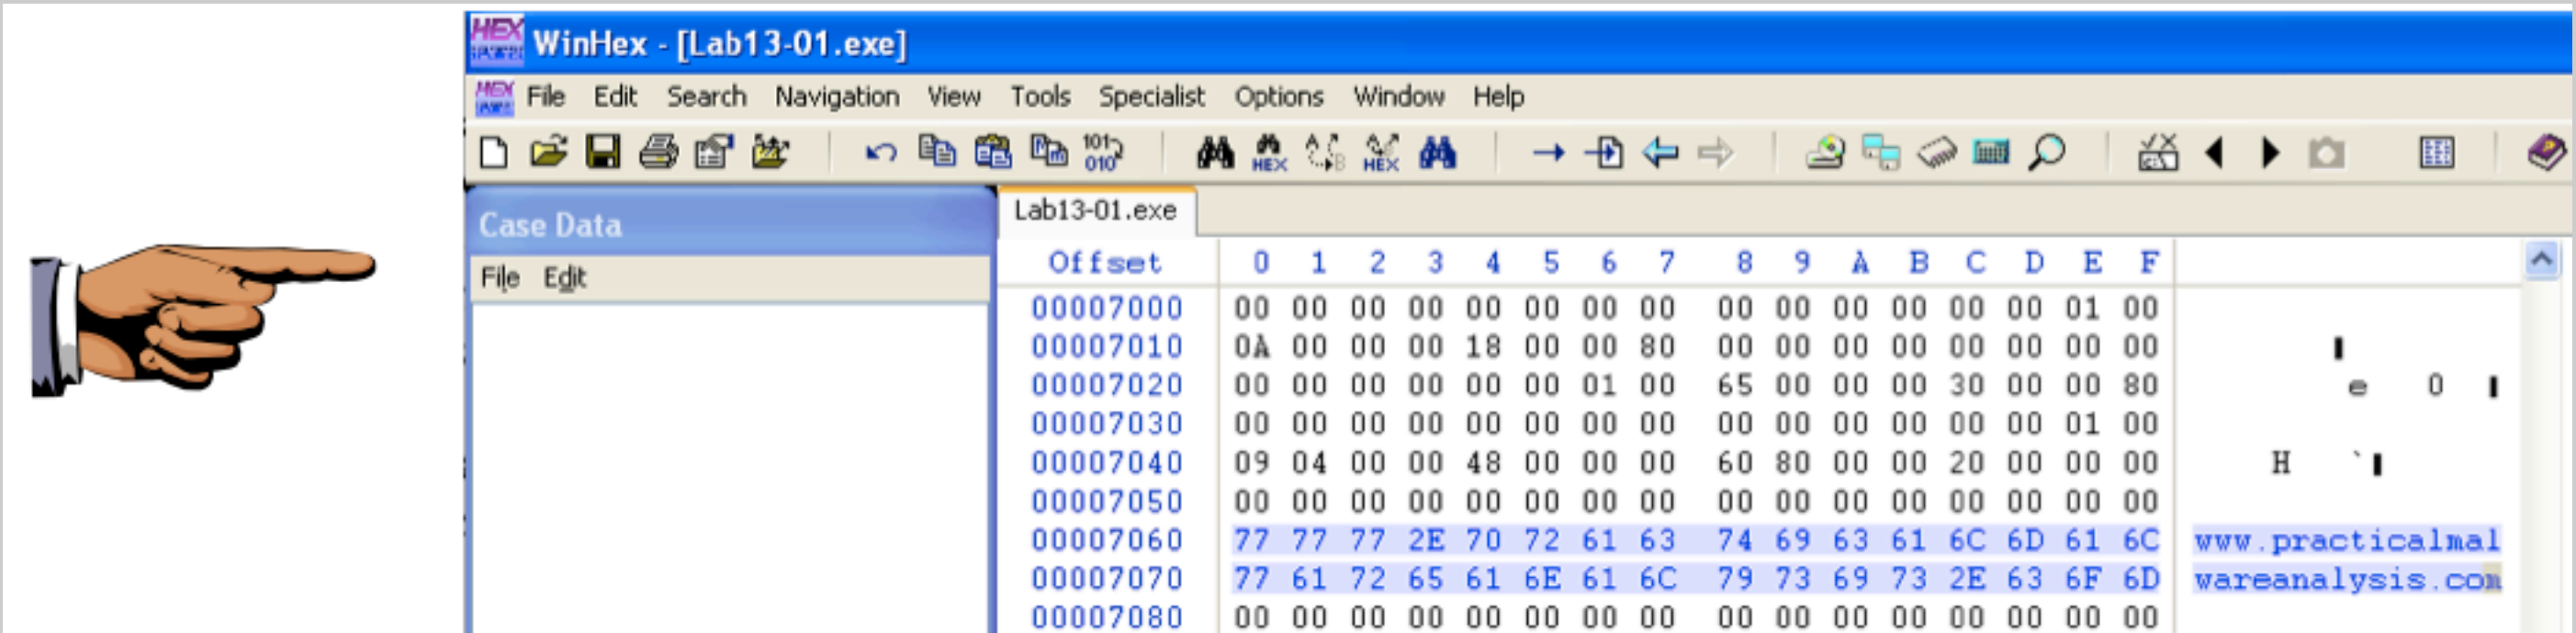 WinHex - [Lab13-01.exe]
File Edit Search Navigation View Tools Specialist Options Window Help
Case Data
File Edit
Lab13-01.exe
Offset 0 1 2 3 4 5 6 7 8 9 A B C D E F
00007000 00 00 00 00 00 00 00 00 00 00 00 00 00 00 01 00
00007010 0A 00 00 00 18 00 00 80 00 00 00 00 00 00 00 00
00007020 00 00 00 00 00 00 01 00 65 00 00 00 30 00 00 80 e 0
00007030 00 00 00 00 00 00 00 00 00 00 00 00 00 00 01 00
00007040 09 04 00 00 48 00 00 00 60 80 00 00 20 00 00 00 H `
00007050 00 00 00 00 00 00 00 00 00 00 00 00 00 00 00 00
00007060 77 77 77 2E 70 72 61 63 74 69 63 61 6C 6D 61 6C www.practicalmal
00007070 77 61 72 65 61 6E 61 6C 79 73 69 73 2E 63 6F 6D wareanalysis.com
00007080 00 00 00 00 00 00 00 00 00 00 00 00 00 00 00 00